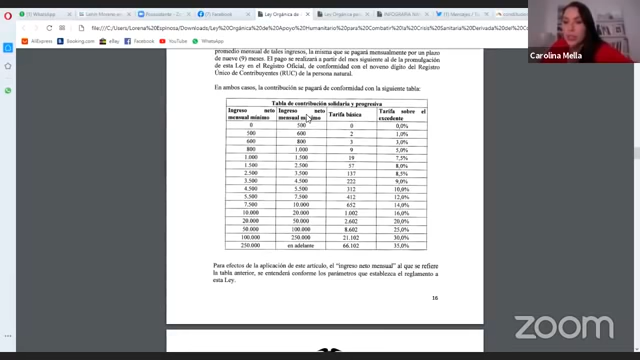 (1) WhatsApp
Facebook
Ley Orgánica de
Lorena Espinosa/Downloads/Ley
AliExpress Booking.com eBay Facebook YouTube WhatsApp
Carolina Mella
promedio mensual de tales ingresos, la misma que se pagará mensualmente por un plazo
de nueve (9) meses. El pago se realizará a partir del mes siguiente al de la promulgación
de esta Ley en el Registro Oficial, de conformidad con el noveno dígito del Registro
Único de Contribuyentes (RUC) de la persona natural.
En ambos casos, la contribución se pagará de conformidad con la siguiente tabla:
Tabla de contribución solidaria y progresiva
Ingreso neto mensual mínimo Ingreso neto mensual Tarifa básica Tarifa sobre el excedente
0 500 0 0,0%
500 600 2 1,0%
600 800 3 3,0%
800 1.000 9 5,0%
1.000 1.500 19 7,5%
1.500 2.500 57 8,0%
2.500 3.500 137 8,5%
3.500 4.500 222 9,0%
4.500 5.500 312 10,0%
5.500 7.500 412 12,0%
7.500 10.000 652 14,0%
10.000 20.000 1.002 16,0%
20.000 50.000 2.602 20,0%
50.000 100.000 8.602 25,0%
100.000 250.000 21.102 30,0%
250.000 en adelante 66.102 35,0%
Para efectos de la aplicación de este artículo, el "ingreso neto mensual" al que se refiere
la tabla anterior, se entenderá conforme los parámetros que establezca el reglamento a
esta Ley.
16
zoom